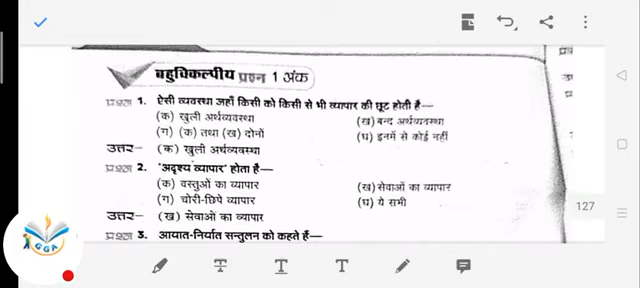 बहुविकल्पीय प्रश्न 1 अंक
प्रश्न 1. ऐसी व्यवस्था जहाँ किसी को किसी से भी व्यापार की छूट होती है—
(क) खुली अर्थव्यवस्था (ख) बन्द अर्थव्यवस्था
(ग) (क) तथा (ख) दोनों (घ) इनमें से कोई नहीं
उत्तर– (क) खुली अर्थव्यवस्था
प्रश्न 2. 'अदृश्य व्यापार' होता है—
(क) वस्तुओं का व्यापार (ख) सेवाओं का व्यापार
(ग) चोरी-छिपे व्यापार (घ) ये सभी
उत्तर– (ख) सेवाओं का व्यापार
127
प्रश्न 3. आयात-निर्यात सन्तुलन को कहते हैं—
GGA
T T T